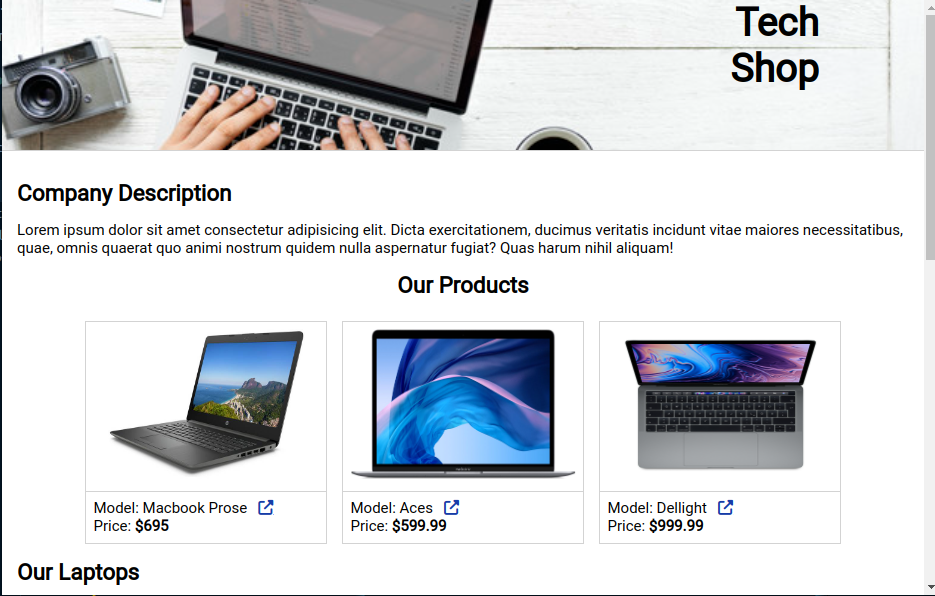 Tech
Shop
Company Description
Lorem ipsum dolor sit amet consectetur adipisicing elit. Dicta exercitationem, ducimus veritatis incidunt vitae maiores necessitatibus,
quae, omnis quaerat quo animi nostrum quidem nulla aspernatur fugiat? Quas harum nihil aliquam!
Our Products
Model: Macbook Prose
Price: $695
Model: Aces
Price: $599.99
Model: Dellight
Price: $999.99
Our Laptops